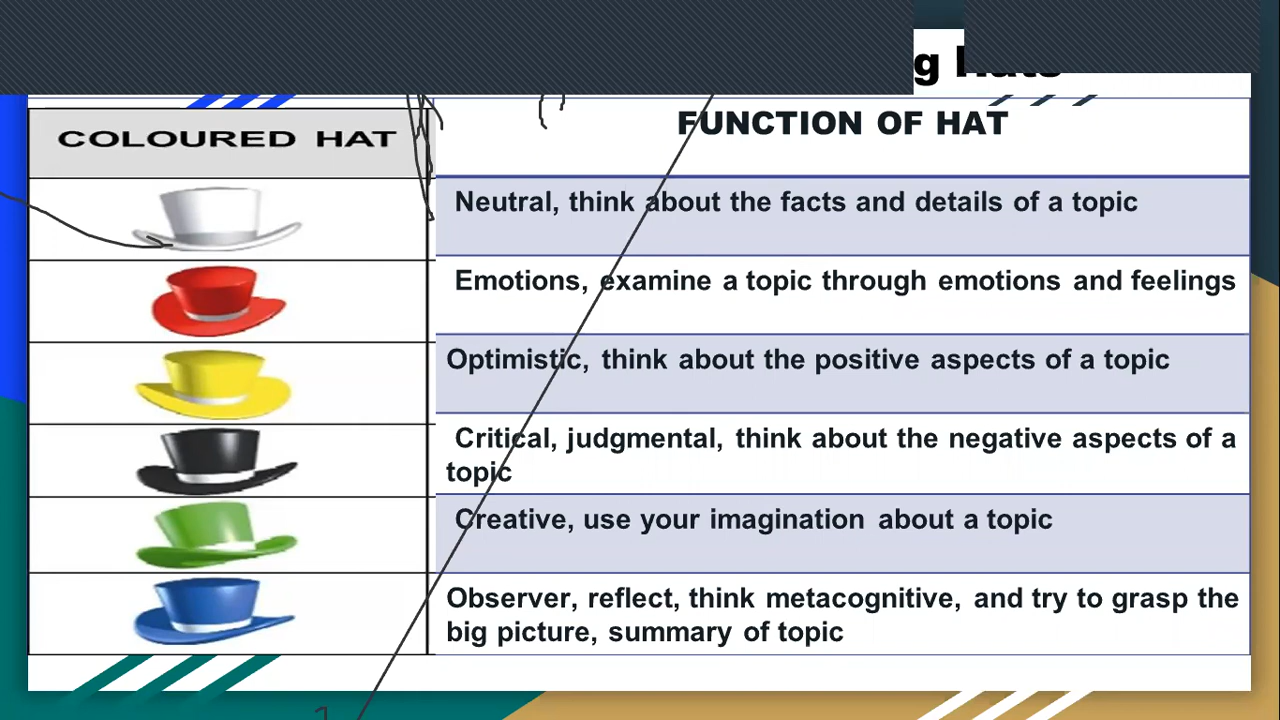 COLOURED HAT
FUNCTION OF HAT
Neutral, think about the facts and details of a topic
Emotions, examine a topic through emotions and feelings
Optimistic, think about the positive aspects of a topic
Critical, judgmental, think about the negative aspects of a
topic
Creative, use your imagination about a topic
Observer, reflect, think metacognitive, and try to grasp the
big picture, summary of topic